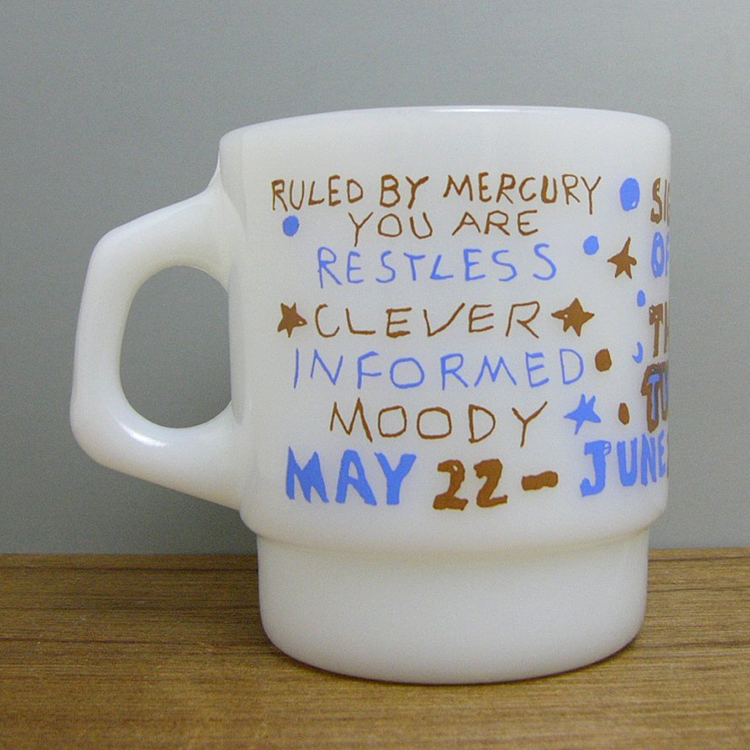 RULED BY MERCURY
YOU ARE
RESTLESS
CLEVER
INFORMED
MOODY
MAY 22 - JUNE